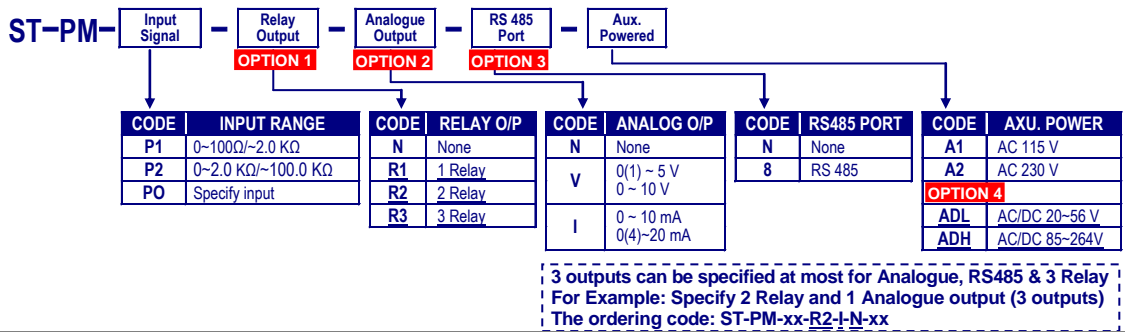 ST-PM- Input Signal - Relay Output - Analogue Output - RS 485 Port - Aux. Powered
OPTION 1 OPTION 2 OPTION 3
CODE INPUT RANGE
P1 0~100Ω/~2.0 KΩ
P2 0~2.0 KΩ/~100.0 KΩ
PO Specify input
CODE RELAY O/P
N None
R1 1 Relay
R2 2 Relay
R3 3 Relay
CODE ANALOG O/P
N None
V 0(1) ~ 5 V
0 ~ 10 V
I 0 ~ 10 mA
0(4)~20 mA
CODE RS485 PORT
N None
8 RS 485
CODE AXU. POWER
A1 AC 115 V
A2 AC 230 V
OPTION 4
ADL AC/DC 20~56 V
ADH AC/DC 85~264V
3 outputs can be specified at most for Analogue, RS485 & 3 Relay
For Example: Specify 2 Relay and 1 Analogue output (3 outputs)
The ordering code: ST-PM-xx-R2-I-N-xx